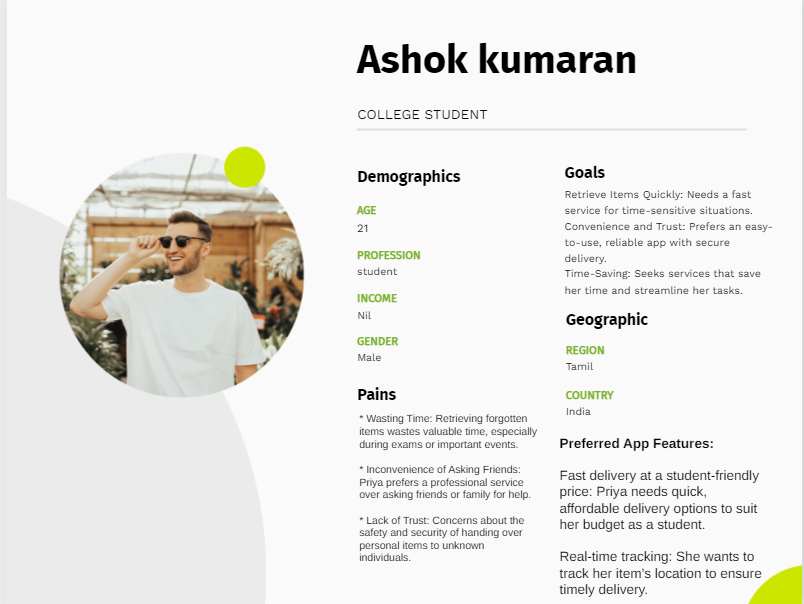 Ashok kumaran
COLLEGE STUDENT
Demographics
AGE
21
PROFESSION
student
INCOME
Nil
GENDER
Male
Pains
* Wasting Time: Retrieving forgotten
items wastes valuable time, especially
during exams or important events.
* Inconvenience of Asking Friends:
Priya prefers a professional service
over asking friends or family for help.
* Lack of Trust: Concerns about the
safety and security of handing over
personal items to unknown
individuals.
Goals
Retrieve Items Quickly: Needs a fast
service for time-sensitive situations.
Convenience and Trust: Prefers an easy-
to-use, reliable app with secure
delivery.
Time-Saving: Seeks services that save
her time and streamline her tasks.
Geographic
REGION
Tamil
COUNTRY
India
Preferred App Features:
Fast delivery at a student-friendly
price: Priya needs quick,
affordable delivery options to suit
her budget as a student.
Real-time tracking: She wants to
track her item’s location to ensure
timely delivery.